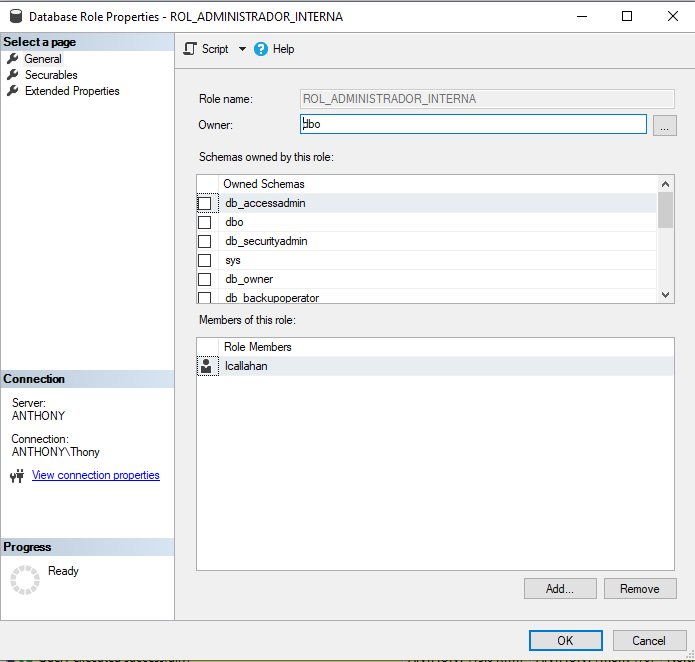 Database Role Properties - ROL_ADMINISTRADOR_INTERNA
Select a page
General
Securables
Extended Properties
Script
Help
Role name:
ROL_ADMINISTRADOR_INTERNA
Owner:
dbo
...
Schemas owned by this role:
Owned Schemas
db_accessadmin
dbo
db_securityadmin
sys
db_owner
db_backupoperator
Members of this role:
Role Members
lcallahan
Connection
Server:
ANTHONY
Connection:
ANTHONY\Thony
View connection properties
Progress
Ready
Add...
Remove
OK
Cancel